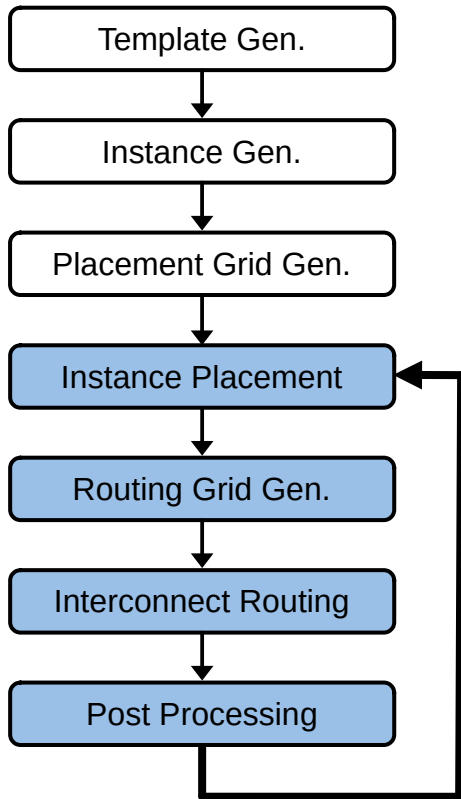 Template Gen.
Instance Gen.
Placement Grid Gen.
Instance Placement
Routing Grid Gen.
Interconnect Routing
Post Processing